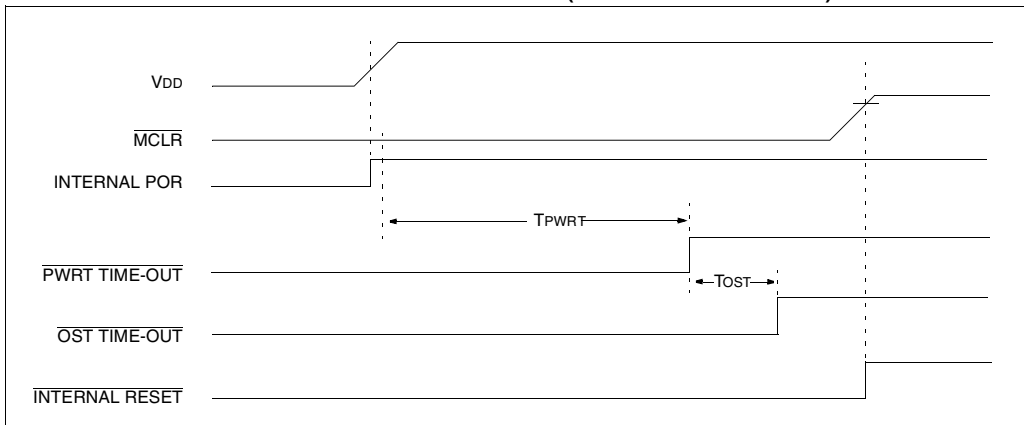 VDD
MCLR
INTERNAL POR
TPWRT
PWRT TIME-OUT
TOST
OST TIME-OUT
INTERNAL RESET